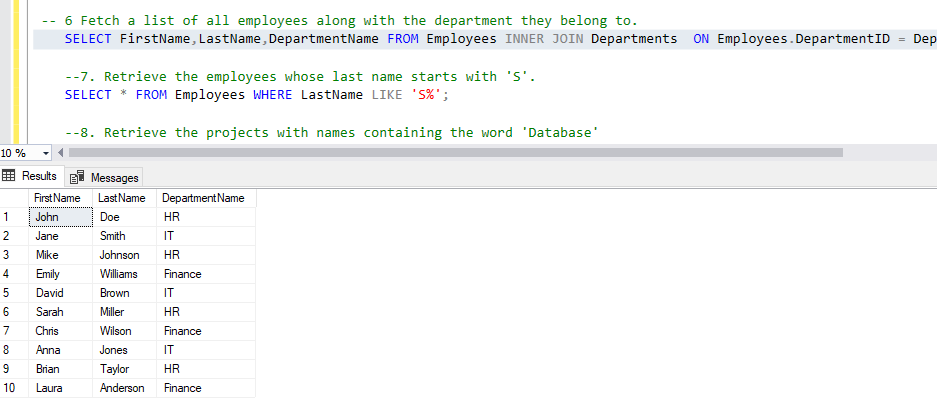 -- 6 Fetch a list of all employees along with the department they belong to.
SELECT FirstName,LastName,DepartmentName FROM Employees INNER JOIN Departments  ON Employees.DepartmentID = Dep
--7. Retrieve the employees whose last name starts with 'S'.
SELECT * FROM Employees WHERE LastName LIKE 'S%';
--8. Retrieve the projects with names containing the word 'Database'
10 %
Results Messages
FirstName LastName DepartmentName
1 John Doe HR
2 Jane Smith IT
3 Mike Johnson HR
4 Emily Williams Finance
5 David Brown IT
6 Sarah Miller HR
7 Chris Wilson Finance
8 Anna Jones IT
9 Brian Taylor HR
10 Laura Anderson Finance